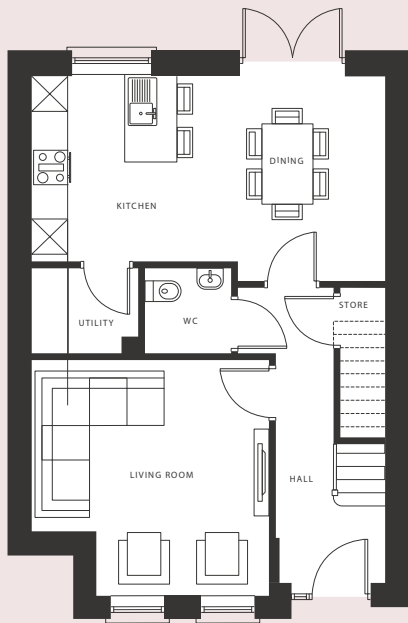 DINING
KITCHEN
STORE
UTILITY
WC
LIVING ROOM
HALL